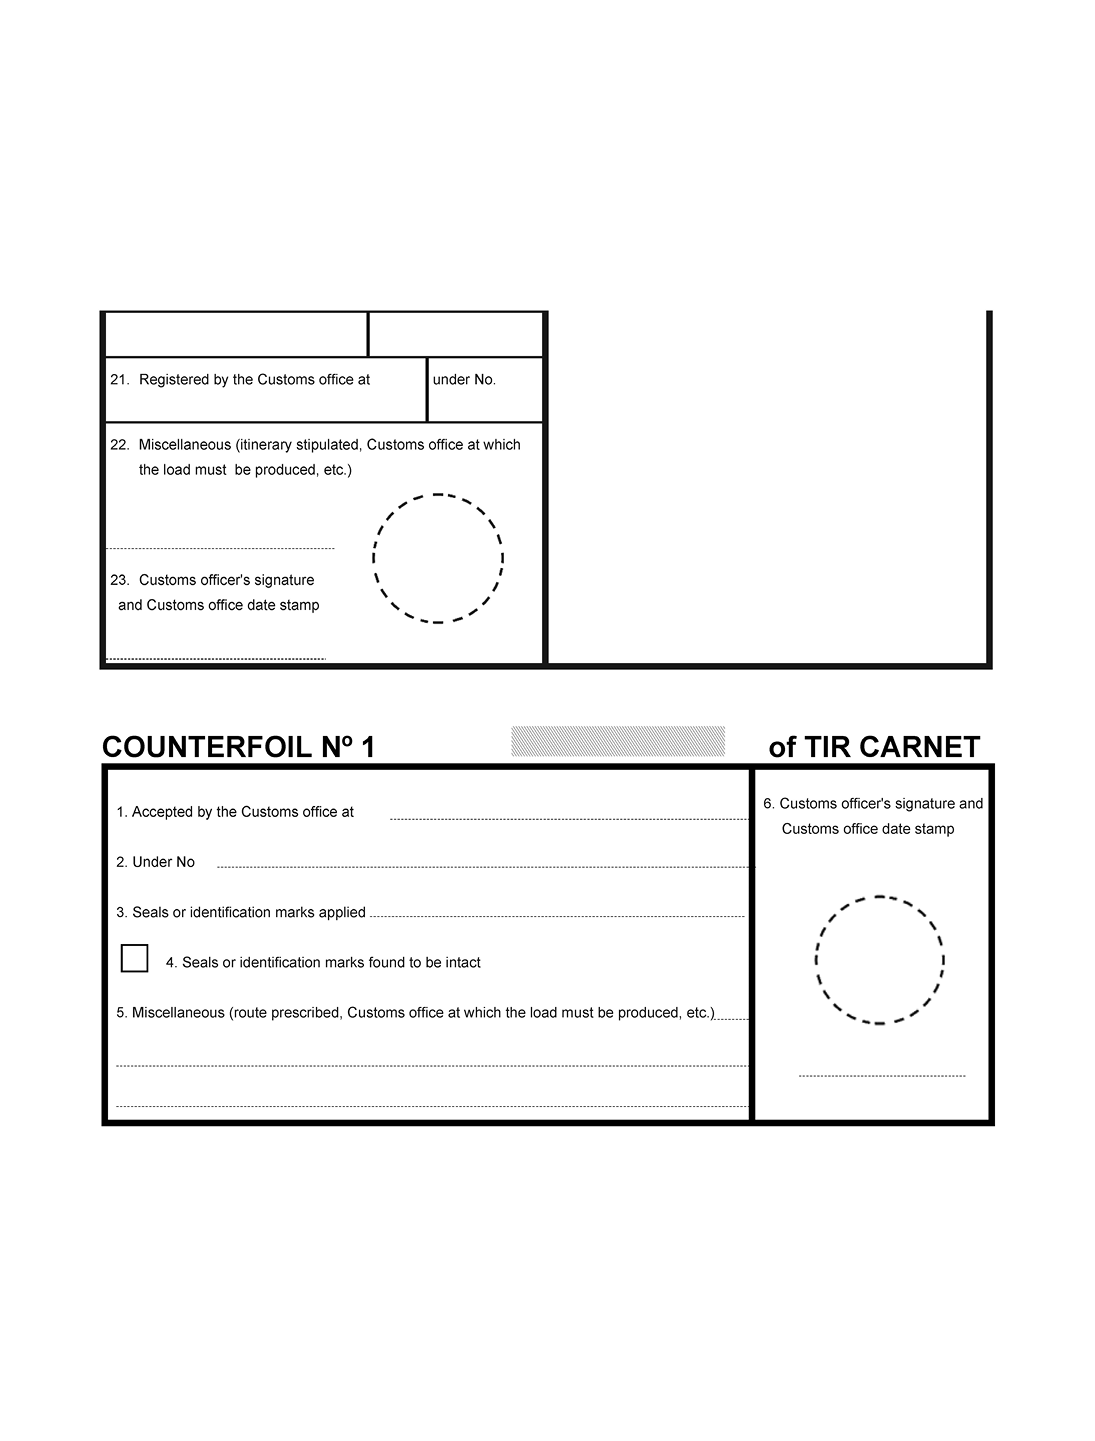 21. Registered by the Customs office at
under No.
22. Miscellaneous (itinerary stipulated, Customs office at which
the load must be produced, etc.)
23. Customs officer's signature
and Customs office date stamp
COUNTERFOIL Nº 1
of TIR CARNET
1. Accepted by the Customs office at
2. Under No
3. Seals or identification marks applied
4. Seals or identification marks found to be intact
5. Miscellaneous (route prescribed, Customs office at which the load must be produced, etc.)
6. Customs officer's signature and
Customs office date stamp